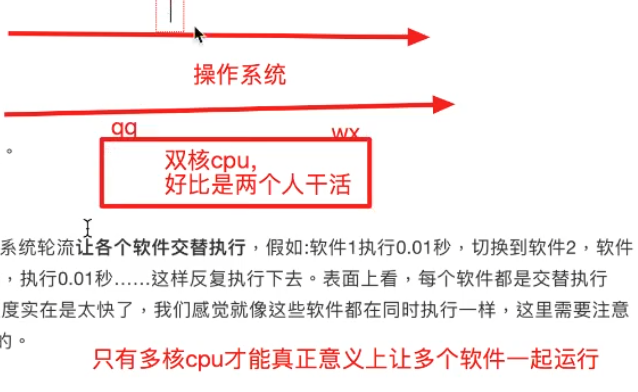 操作系统
qq wx
双核cpu,
好比是两个人干活
。
系统轮流让各个软件交替执行，假如:软件1执行0.01秒，切换到软件2，软件
，执行0.01秒……这样反复执行下去。表面上看，每个软件都是交替执行
度实在是太快了，我们感觉就像这些软件都在同时执行一样，这里需要注意
的。
只有多核cpu才能真正意义上让多个软件一起运行